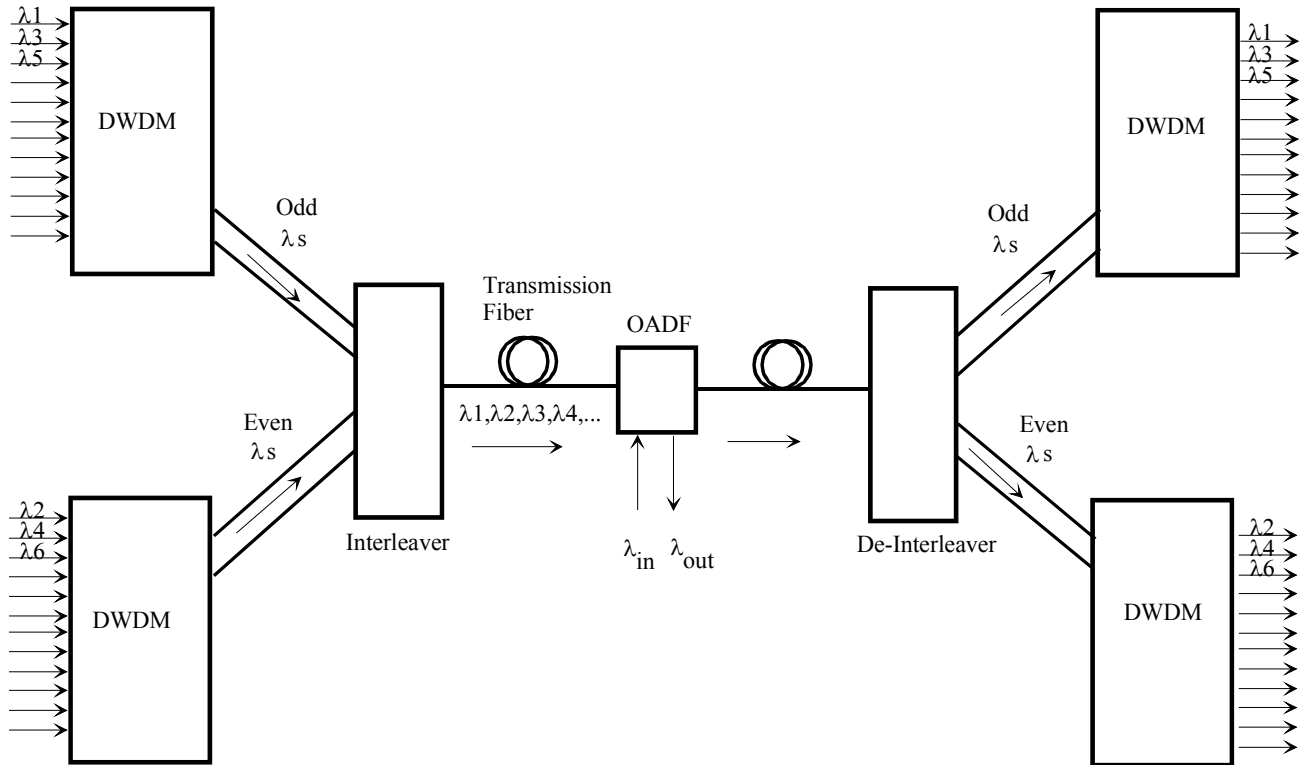 λ1
λ3
λ5
DWDM
Odd
λs
Even
λs
λ2
λ4
λ6
DWDM
Interleaver
Transmission
Fiber
λ1,λ2,λ3,λ4,...
OADF
λin
λout
De-Interleaver
Odd
λs
Even
λs
DWDM
λ1
λ3
λ5
DWDM
λ2
λ4
λ6